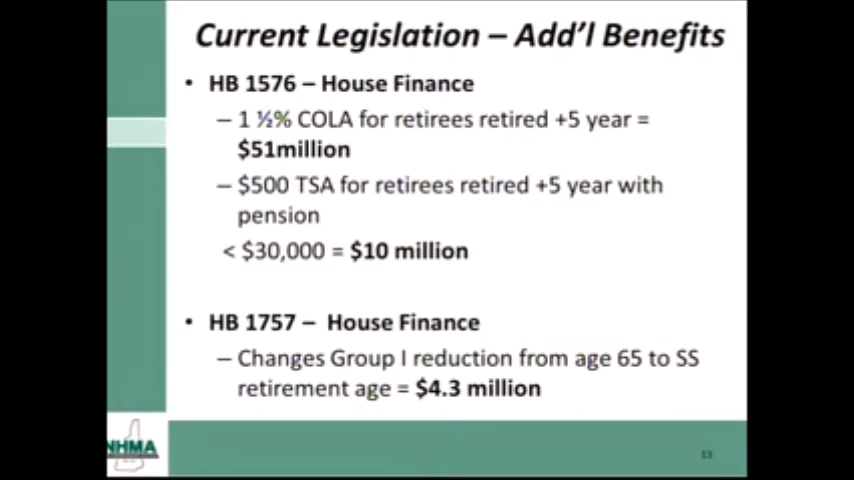 Current Legislation – Add'l Benefits
• HB 1576 – House Finance
– 1 ½% COLA for retirees retired +5 year =
$51million
– $500 TSA for retirees retired +5 year with
pension
< $30,000 = $10 million
• HB 1757 – House Finance
– Changes Group I reduction from age 65 to SS
retirement age = $4.3 million
NHMA
13